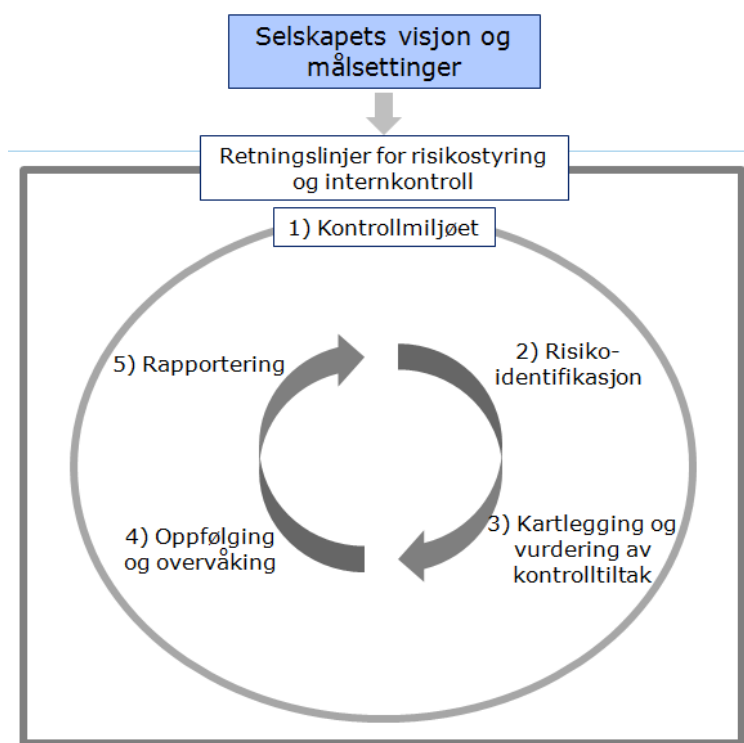 Selskapets visjon og
målsettinger
Retningslinjer for risikostyring
og internkontroll
1) Kontrollmiljøet
2) Risiko-
identifikasjon
3) Kartlegging og
vurdering av
kontrolltiltak
4) Oppfølging
og overvåking
5) Rapportering